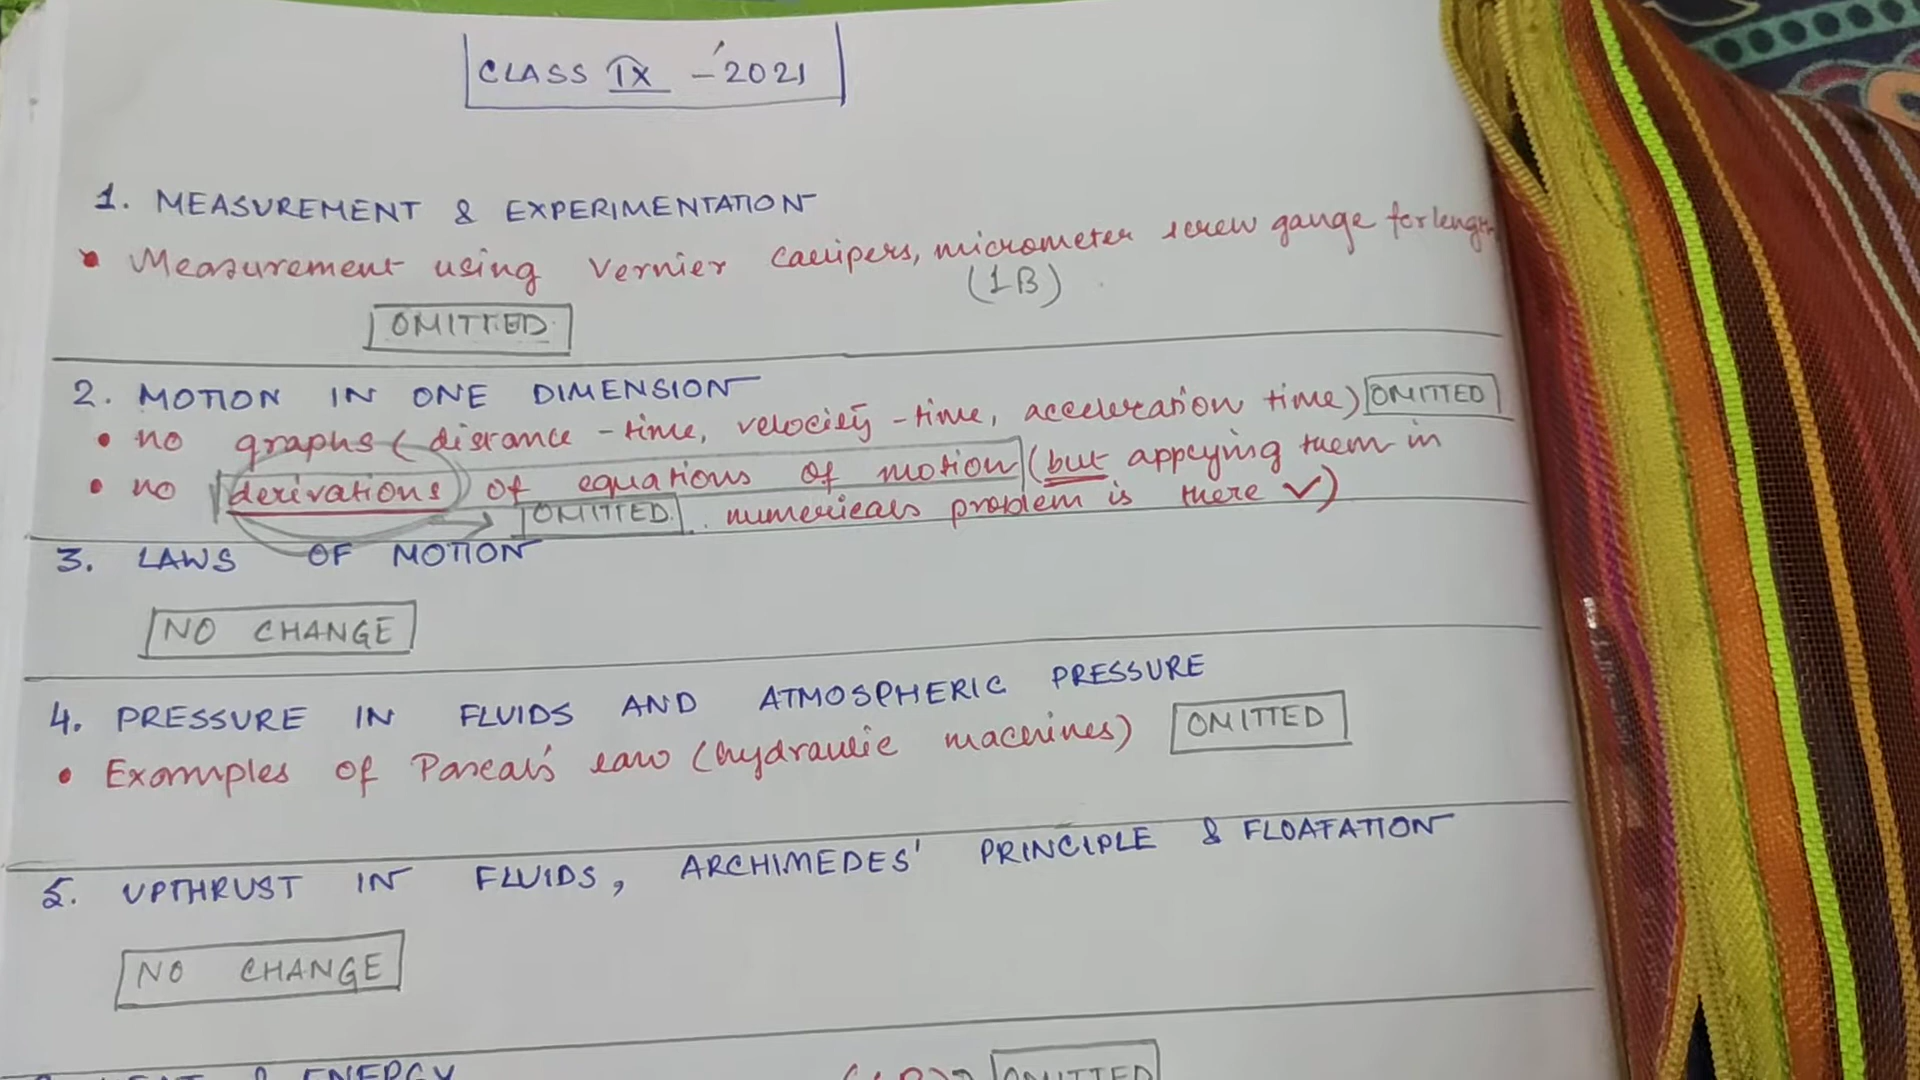 CLASS IX - '2021
1. MEASUREMENT & EXPERIMENTATION
• Measurement using Vernier Callipers, micrometer screw gauge for length
(1B)
OMITTED
2. MOTION IN ONE DIMENSION
• no graphs (distance - time, velocity - time, acceleration time) OMITTED
• no derivations of equations of motion (but applying them in
OMITTED. numericals problem is there ✓)
3. LAWS OF MOTION
NO CHANGE
4. PRESSURE IN FLUIDS AND ATMOSPHERIC PRESSURE
• Examples of Pascal's law (hydraulic machines) OMITTED
5. UPTHRUST IN FLUIDS, ARCHIMEDES' PRINCIPLE & FLOATATION
NO CHANGE
& ENERGY
OMITTED